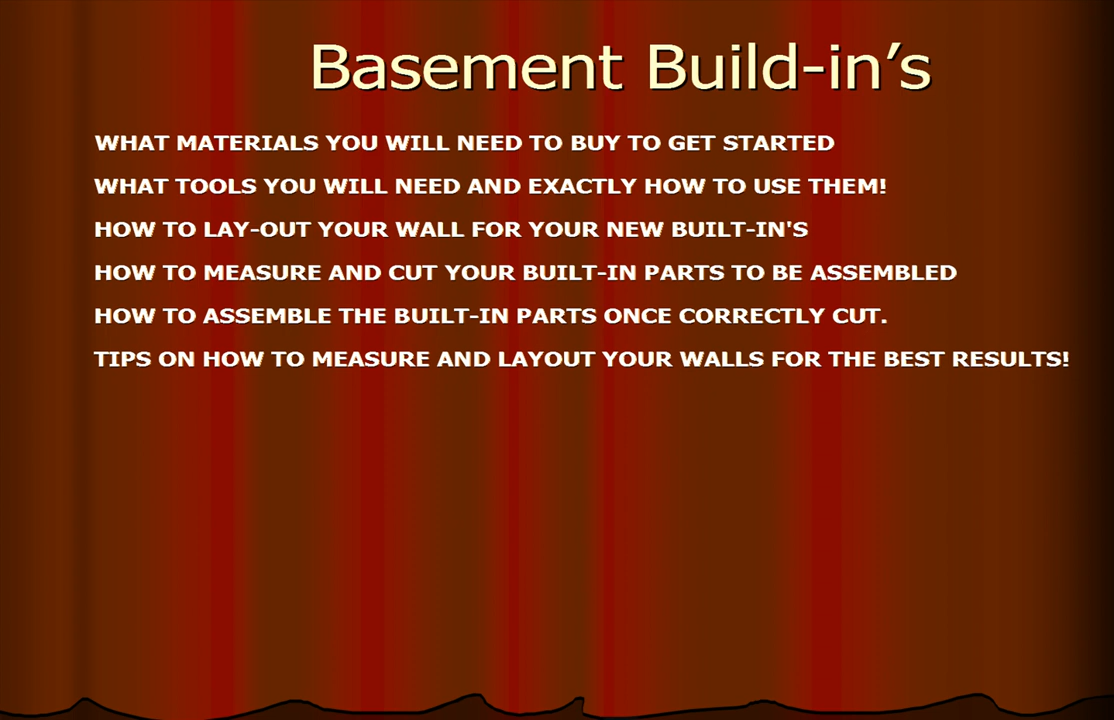 Basement Build-in’s
WHAT MATERIALS YOU WILL NEED TO BUY TO GET STARTED
WHAT TOOLS YOU WILL NEED AND EXACTLY HOW TO USE THEM!
HOW TO LAY-OUT YOUR WALL FOR YOUR NEW BUILT-IN'S
HOW TO MEASURE AND CUT YOUR BUILT-IN PARTS TO BE ASSEMBLED
HOW TO ASSEMBLE THE BUILT-IN PARTS ONCE CORRECTLY CUT.
TIPS ON HOW TO MEASURE AND LAYOUT YOUR WALLS FOR THE BEST RESULTS!